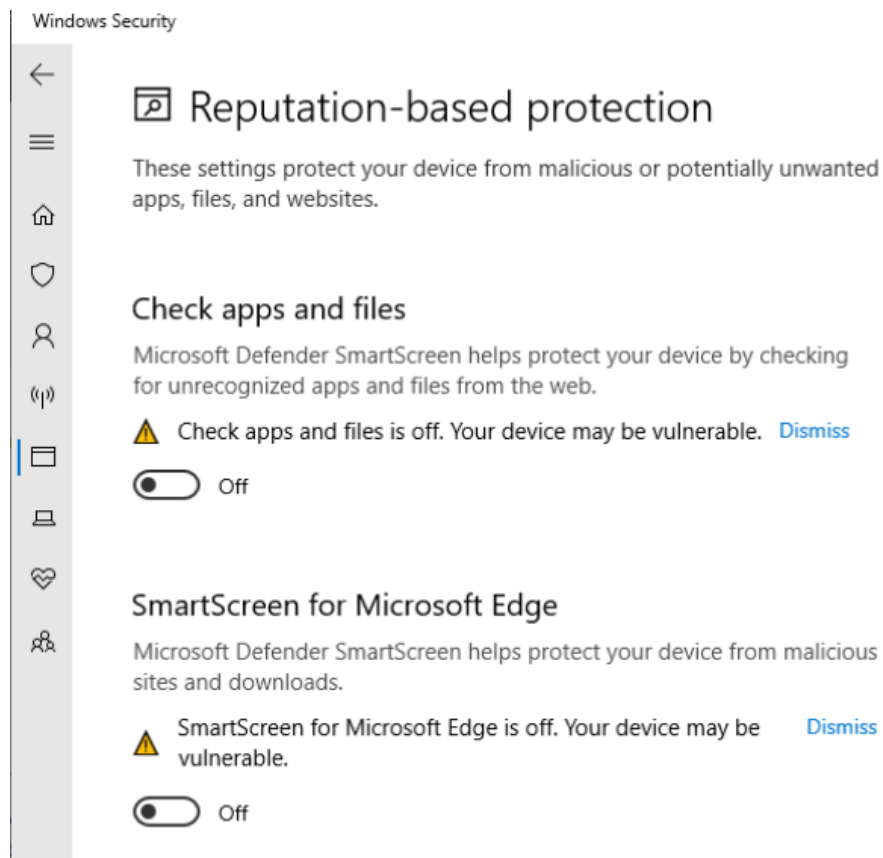 Windows Security
Reputation-based protection
These settings protect your device from malicious or potentially unwanted
apps, files, and websites.
Check apps and files
Microsoft Defender SmartScreen helps protect your device by checking
for unrecognized apps and files from the web.
Check apps and files is off. Your device may be vulnerable. Dismiss
Off
SmartScreen for Microsoft Edge
Microsoft Defender SmartScreen helps protect your device from malicious
sites and downloads.
SmartScreen for Microsoft Edge is off. Your device may be Dismiss
vulnerable.
Off